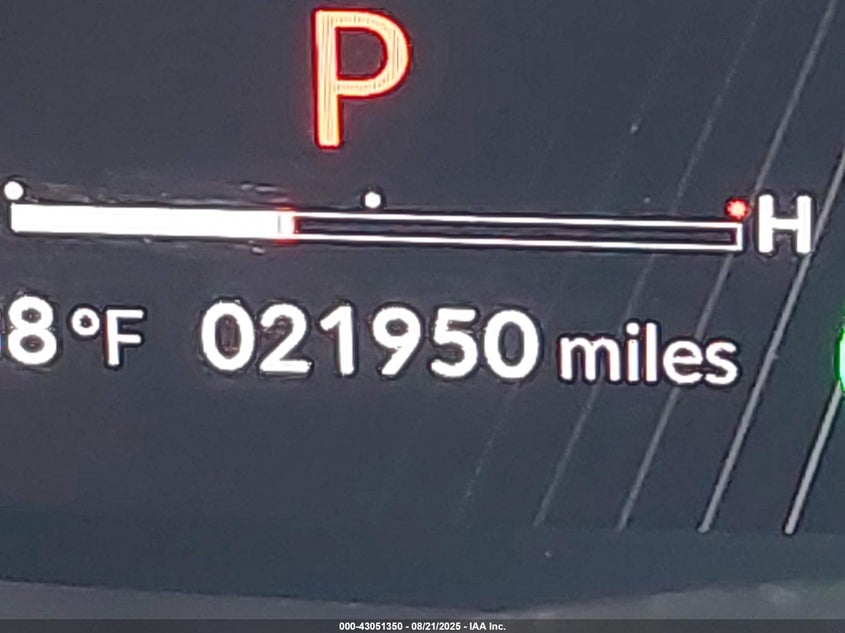 P
H
8°F 021950 miles
000-43051350 - 08/21/2025 - IAA Inc.